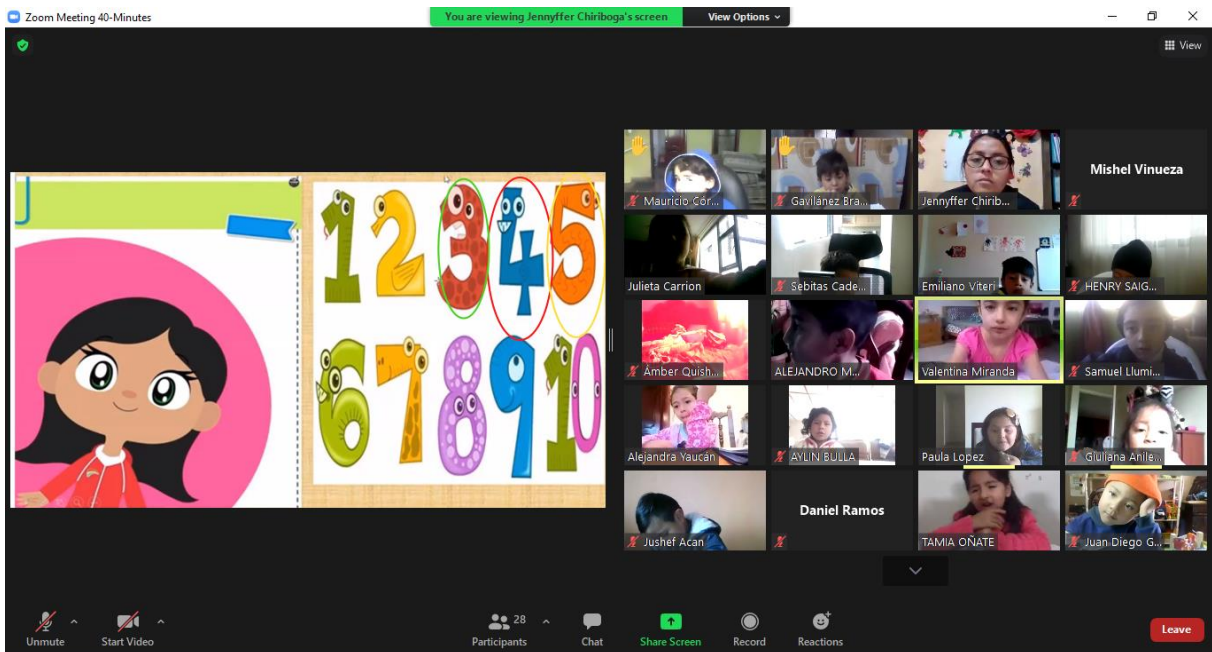 Zoom Meeting 40-Minutes
You are viewing Jennyffer Chiriboga's screen
View Options
View
1 2 3 4 5
6 7 8 9 10
Mauricio Cór...
Gavilánez Bra...
Jennyffer Chirib...
Mishel Vinueza
Julieta Carrion
Sebitas Cade...
Emiliano Viteri
HENRY SAIG...
Ámber Quish...
ALEJANDRO M...
Valentina Miranda
Samuel Llumi...
Alejandra Yaucán
AYLIN BULLA
Paula Lopez
Giuliana Anile...
Jushef Acan
Daniel Ramos
TAMIA OÑATE
Juan Diego G...
Unmute
Start Video
28
Participants
Chat
Share Screen
Record
Reactions
Leave